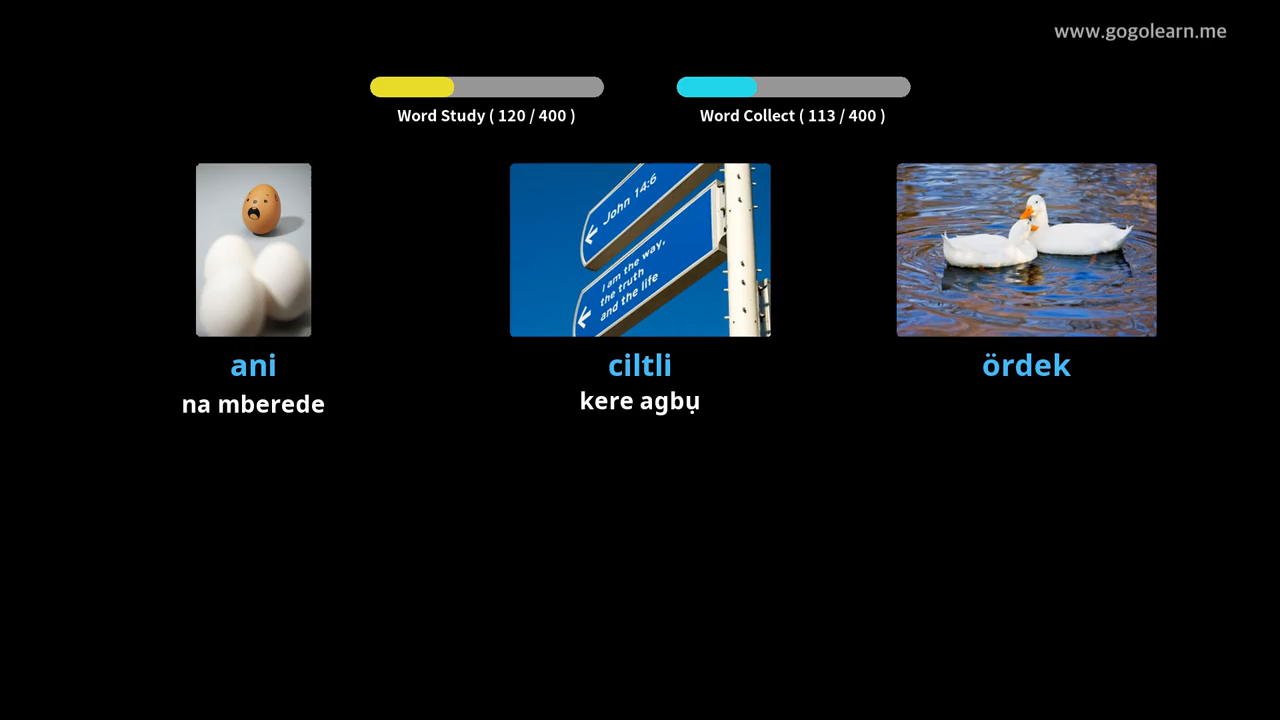 www.gogolearn.me
Word Study ( 120 / 400 )
Word Collect ( 113 / 400 )
John 14:6
I am the way,
the truth
and the life
ani
ciltli
ördek
na mberede
kere agbụ